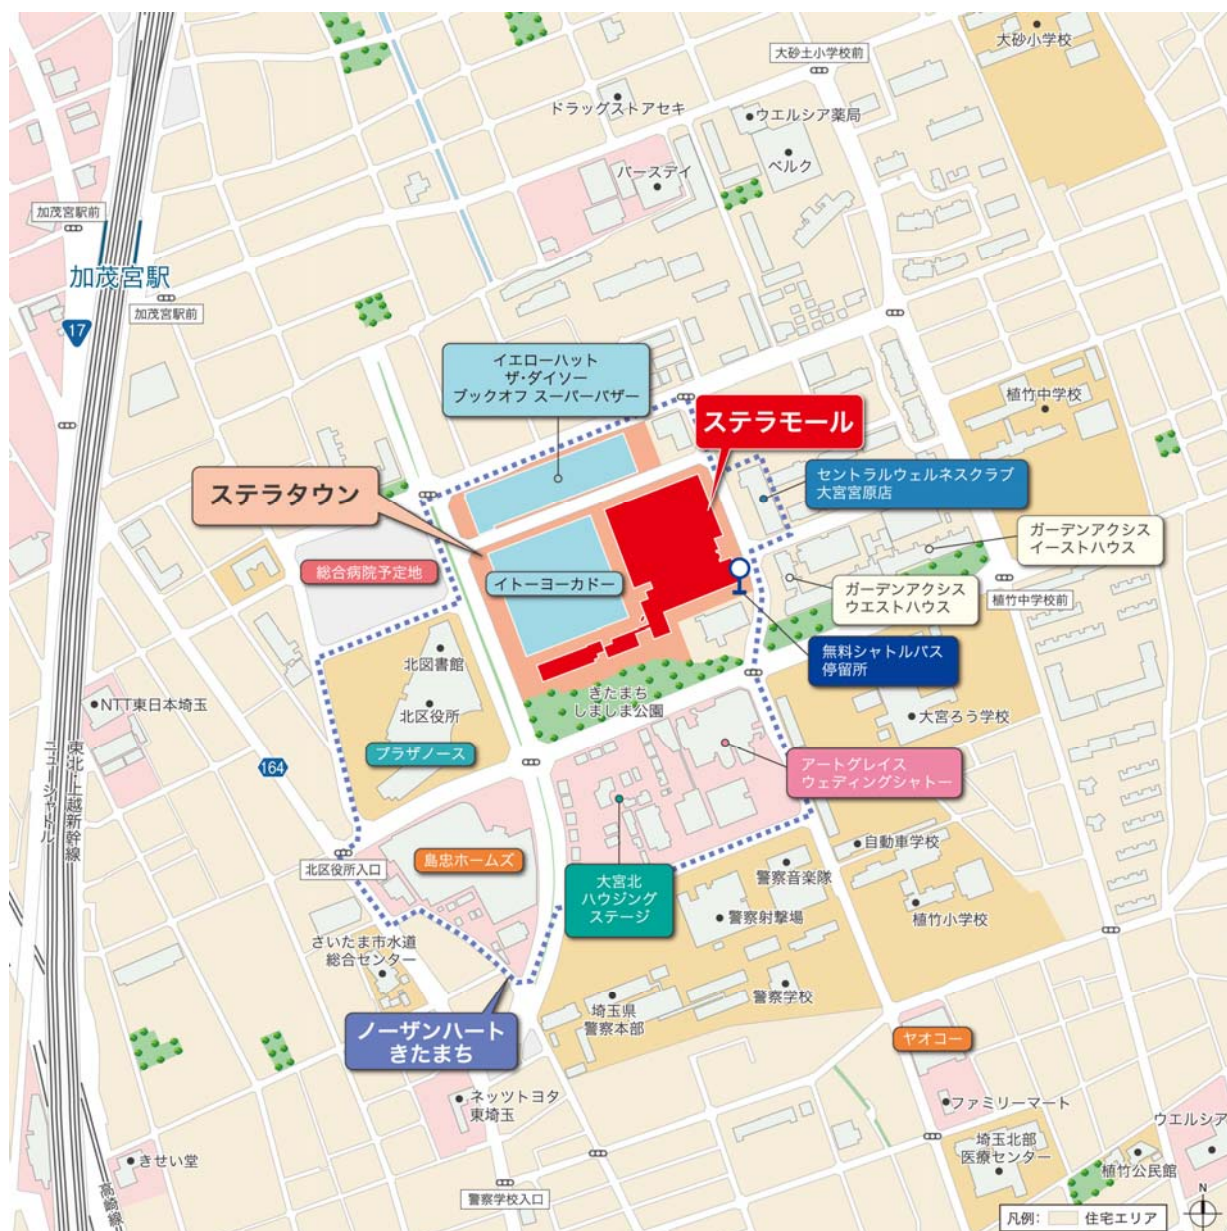 大砂小学校
大砂土小学校前
ドラッグストアセキ
ウエルシア薬局
ベルク
バースデイ
加茂宮駅前
加茂宮駅
加茂宮駅前
17
イエローハット
ザ・ダイソー
ブックオフ スーパーバザー
ステラモール
植竹中学校
ステラタウン
セントラルウェルネスクラブ
大宮宮原店
ガーデンアクシス
イーストハウス
総合病院予定地
イトーヨーカドー
ガーデンアクシス
ウエストハウス
植竹中学校前
無料シャトルバス
停留所
北図書館
北区役所
きたまち
しましま公園
NTT東日本埼玉
大宮ろう学校
プラザノース
164
東北・上越新幹線
ニューシャトル
アートグレイス
ウェディングシャトー
北区役所入口
島忠ホームズ
自動車学校
大宮北
ハウジング
ステージ
警察音楽隊
警察射撃場
植竹小学校
さいたま市水道
総合センター
埼玉県
警察本部
警察学校
ノーザンハート
きたまち
ヤオコー
ネッツトヨタ
東埼玉
ファミリーマート
ウエルシア
埼玉北部
医療センター
植竹公民館
きせい堂
高崎線
警察学校入口
N
凡例:
住宅エリア